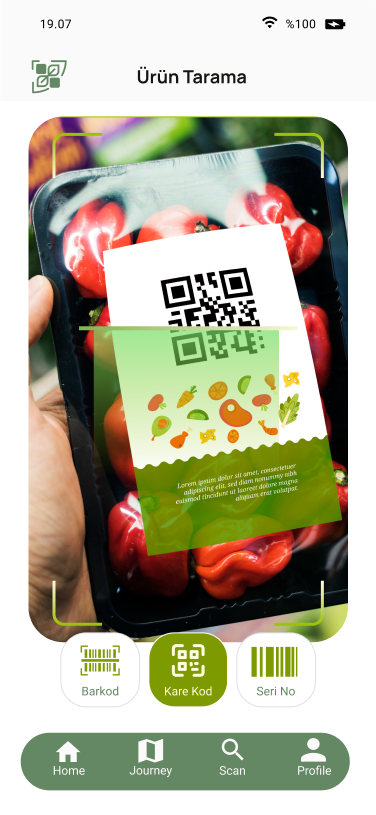 19.07
%100
Ürün Tarama
Lorem ipsum dolor sit amet, consectetuer
adipiscing elit, sed diam nonummy nibh
euismod tincidunt ut laoreet dolore magna
aliquam erat volutpat.
Barkod
Kare Kod
Seri No
Home
Journey
Scan
Profile